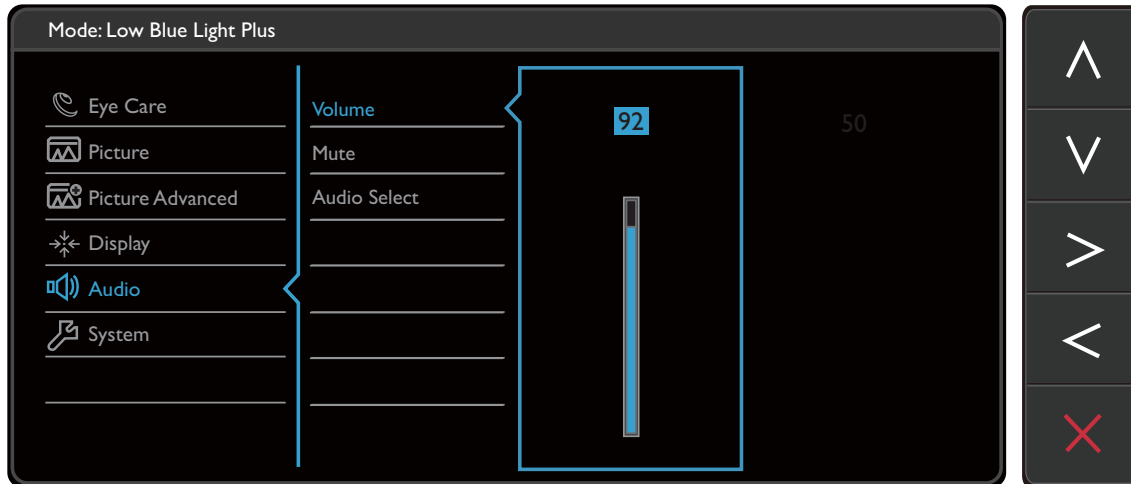 Mode: Low Blue Light Plus
Eye Care
Picture
Picture Advanced
Display
Audio
System
Volume
Mute
Audio Select
92
50